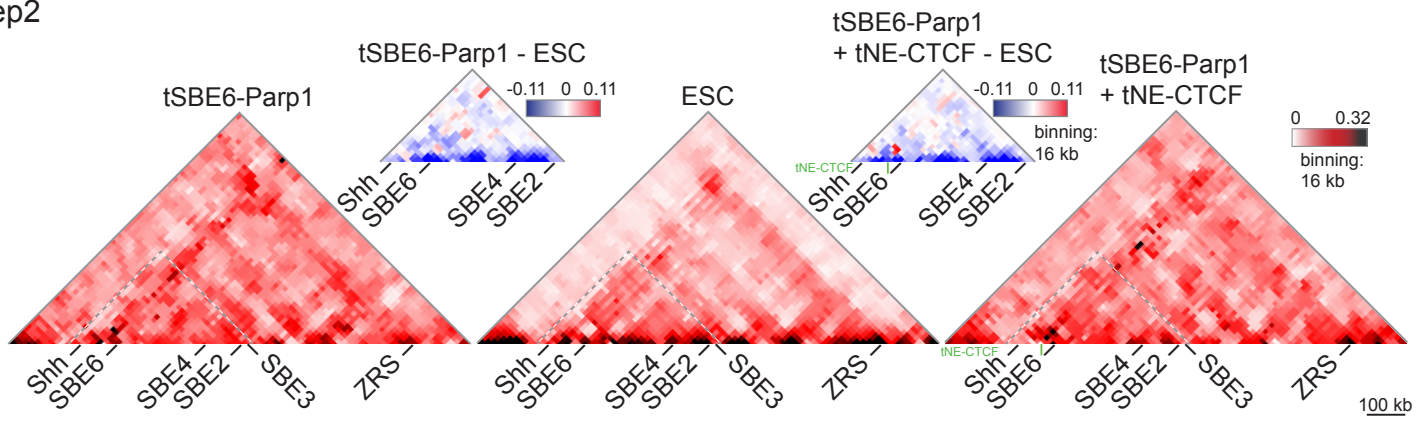 ep2
tSBE6-Parp1
tSBE6-Parp1 - ESC
-0.11 0 0.11
Shh
SBE6
SBE4
SBE2
ESC
tSBE6-Parp1
+ tNE-CTCF - ESC
-0.11 0 0.11
binning:
16 kb
tNE-CTCF
Shh
SBE6
SBE4
SBE2
tSBE6-Parp1
+ tNE-CTCF
0 0.32
binning:
16 kb
Shh
SBE6
SBE4
SBE2
SBE3
ZRS
Shh
SBE6
SBE4
SBE2
SBE3
ZRS
tNE-CTCF
Shh
SBE6
SBE4
SBE2
SBE3
ZRS
100 kb